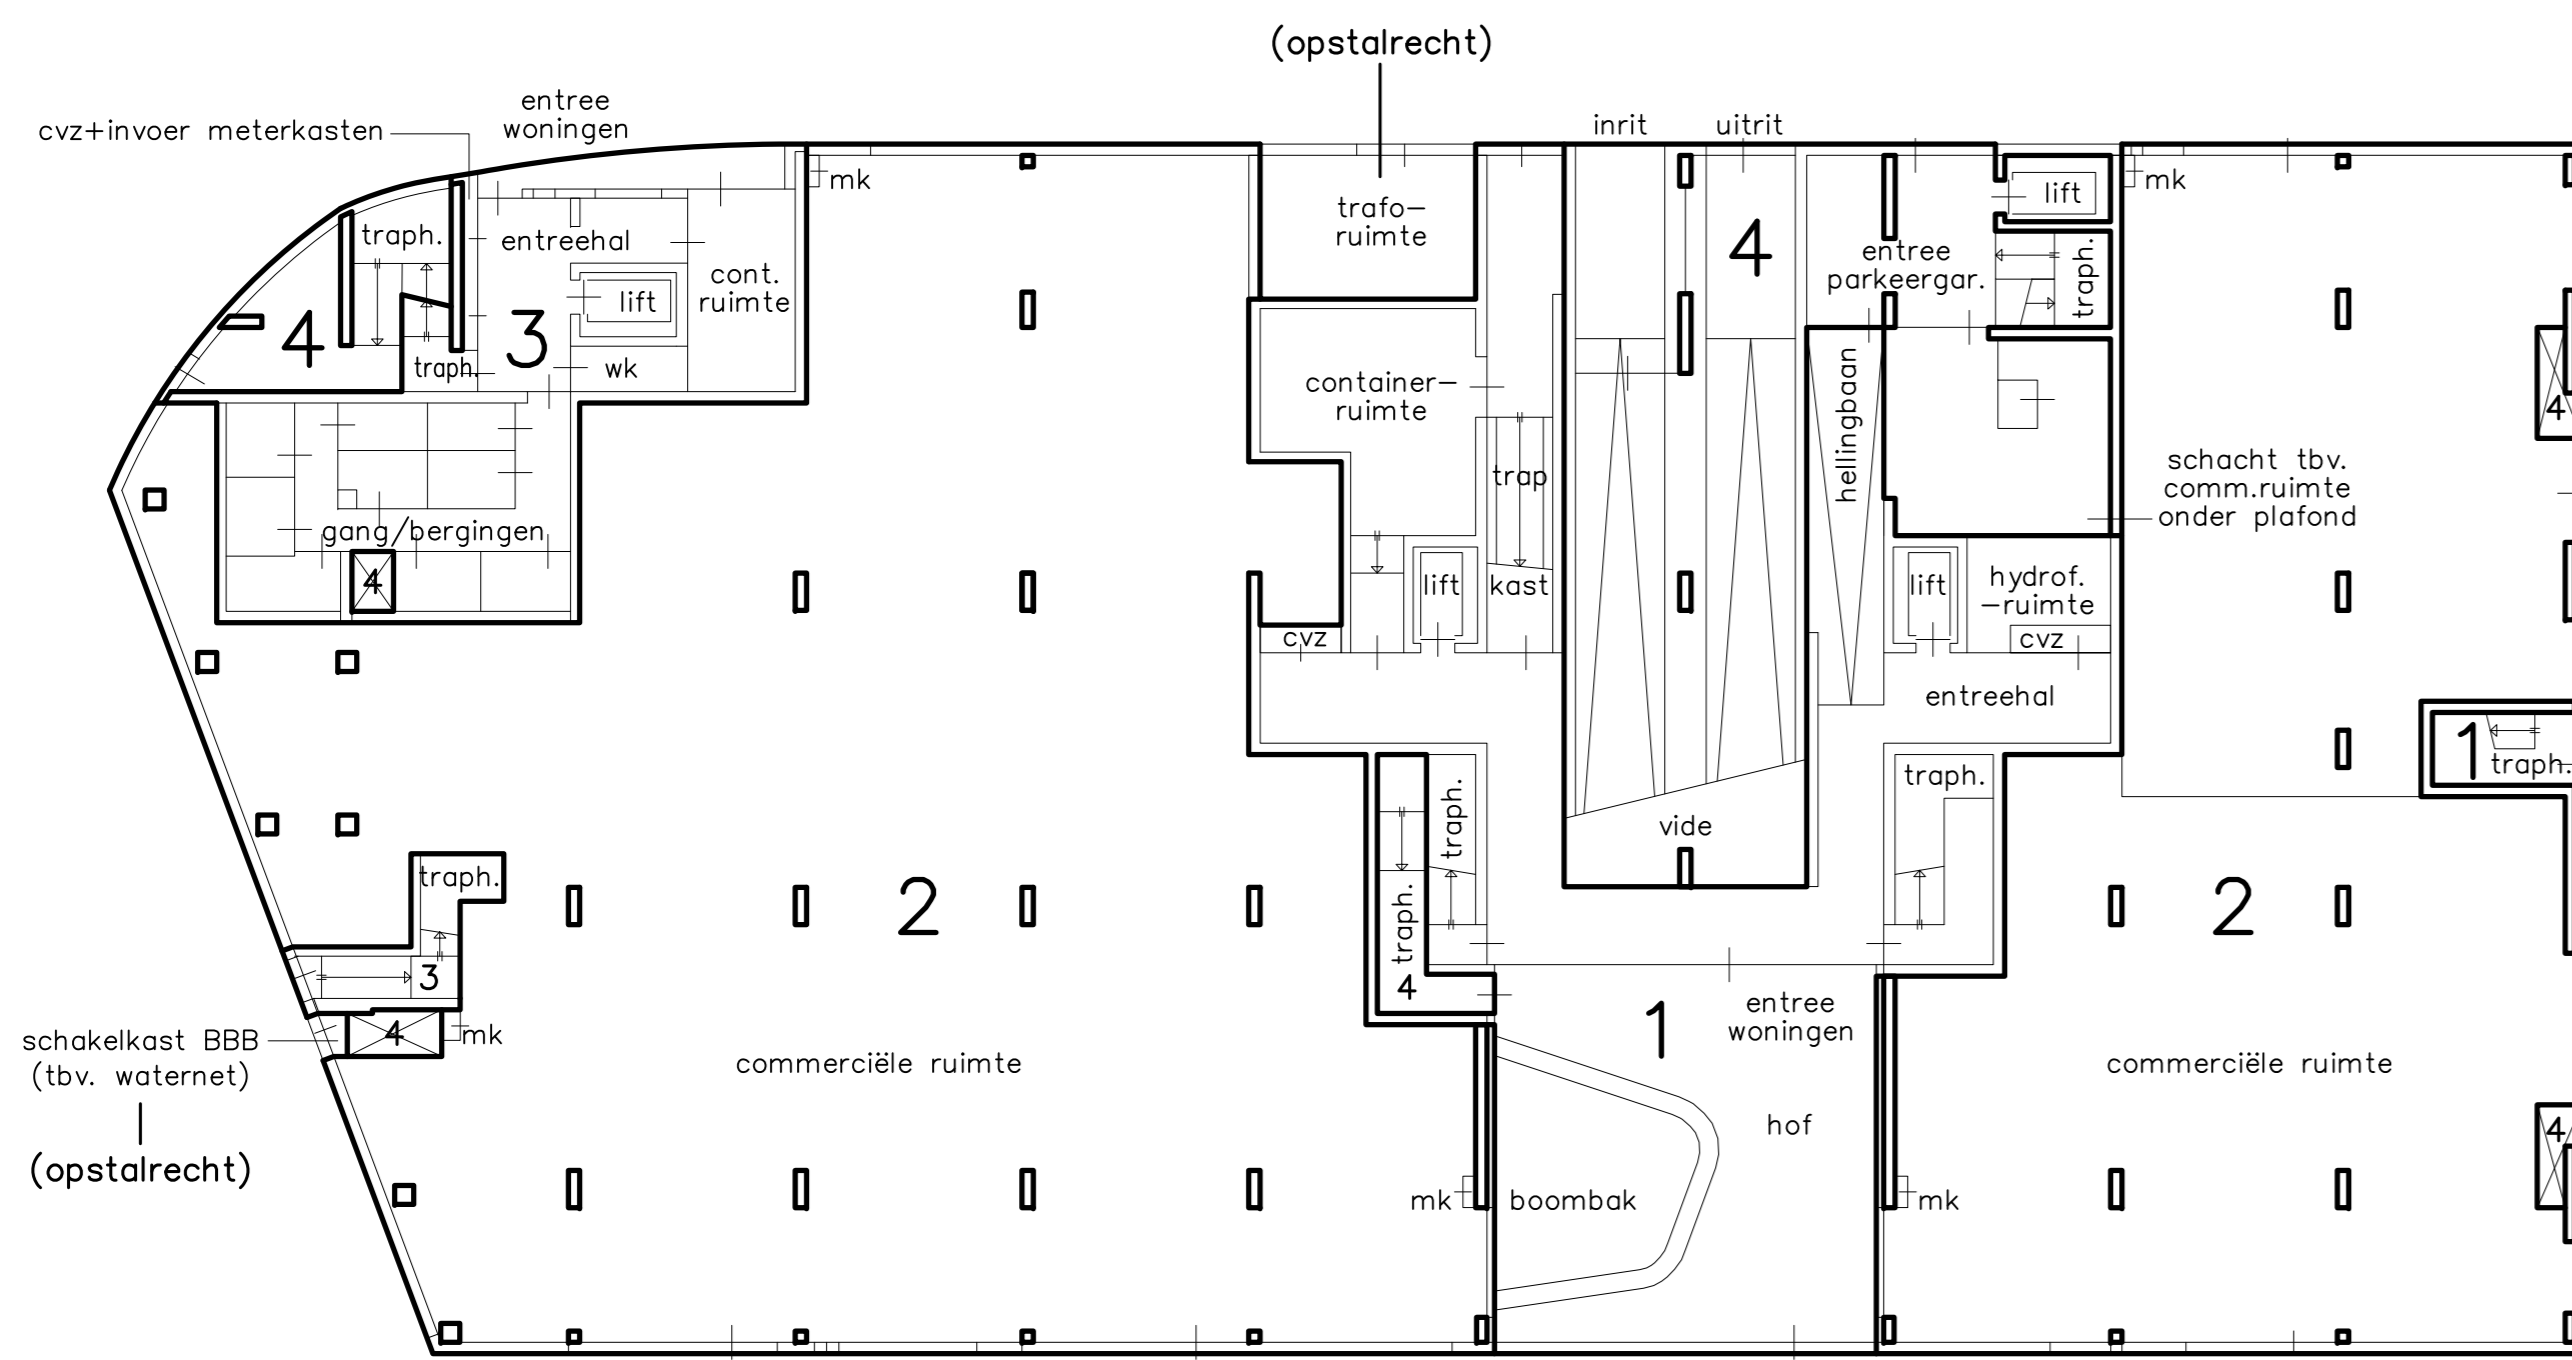 (opstalrecht)
entree
woningen
cvz+invoer meterkasten
inrit
uitrit
mk
trafo-
ruimte
lift
mk
traph.
entreehal
4
entree
parkeergar.
traph.
cont.
ruimte
lift
4
3
traph.
wk
container-
ruimte
hellingbaan
4
trap
schacht tbv.
comm.ruimte
onder plafond
gang/bergingen
4
lift
kast
lift
hydrof.
-ruimte
cvz
cvz
entreehal
1
traph.
traph.
traph.
vide
traph.
3
2
traph.
4
2
schakelkast BBB
(tbv. waternet)
(opstalrecht)
4
mk
commerciële ruimte
1
entree
woningen
commerciële ruimte
hof
4
mk
boombak
mk